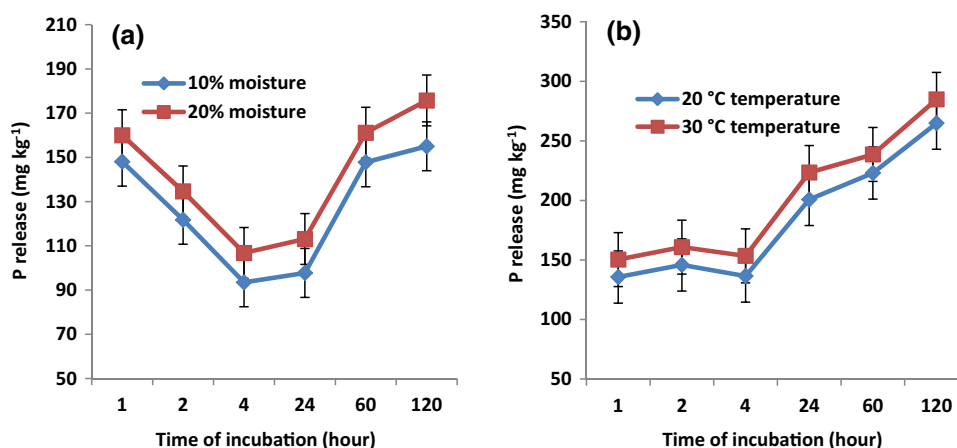 (a)
10% moisture
20% moisture
P release (mg kg⁻¹)
210
190
170
150
130
110
90
70
50
1 2 4 24 60 120
Time of incubation (hour)
(b)
20 °C temperature
30 °C temperature
P release (mg kg⁻¹)
350
300
250
200
150
100
50
1 2 4 24 60 120
Time of incubation (hour)